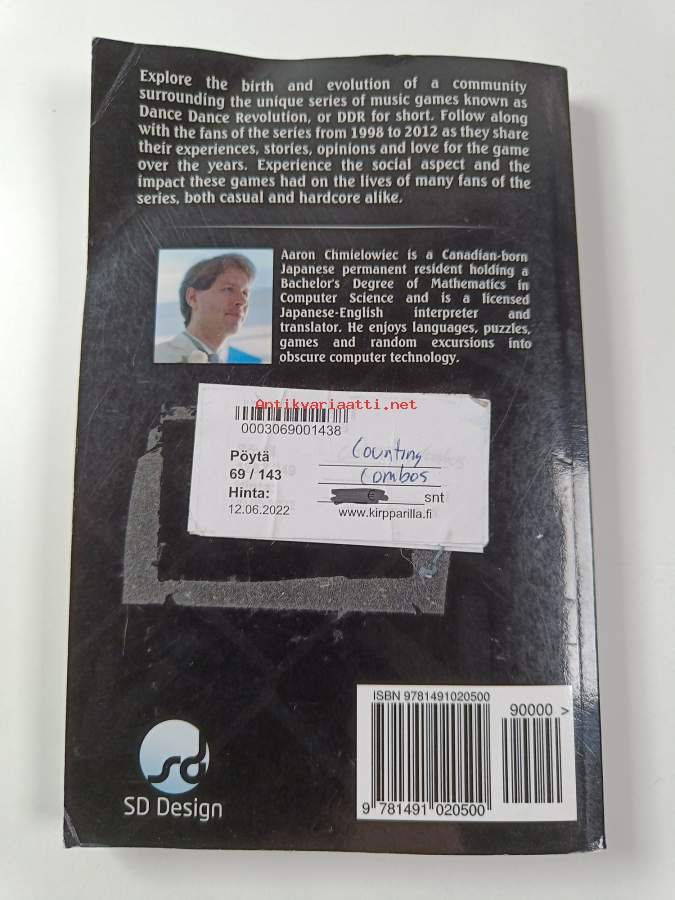 Explore the birth and evolution of a community
surrounding the unique series of music games known as
Dance Dance Revolution, or DDR for short. Follow along
with the fans of the series from 1998 to 2012 as they share
their experiences, stories, opinions and love for the game
over the years. Experience the social aspect and the
impact these games had on the lives of many fans of the
series, both casual and hardcore alike.
Aaron Chmielowiec is a Canadian-born
Japanese permanent resident holding a
Bachelor's Degree of Mathematics in
Computer Science and is a licensed
Japanese-English interpreter and
translator. He enjoys languages, puzzles,
games and random excursions into
obscure computer technology.
Antikvariaatti.net
0003069001438
Pöytä
69 / 143
Hinta:
12.06.2022
Counting
Combos
€ snt
www.kirpparilla.fi
sd
SD Design
ISBN 9781491020500
90000 >
9 781491 020500